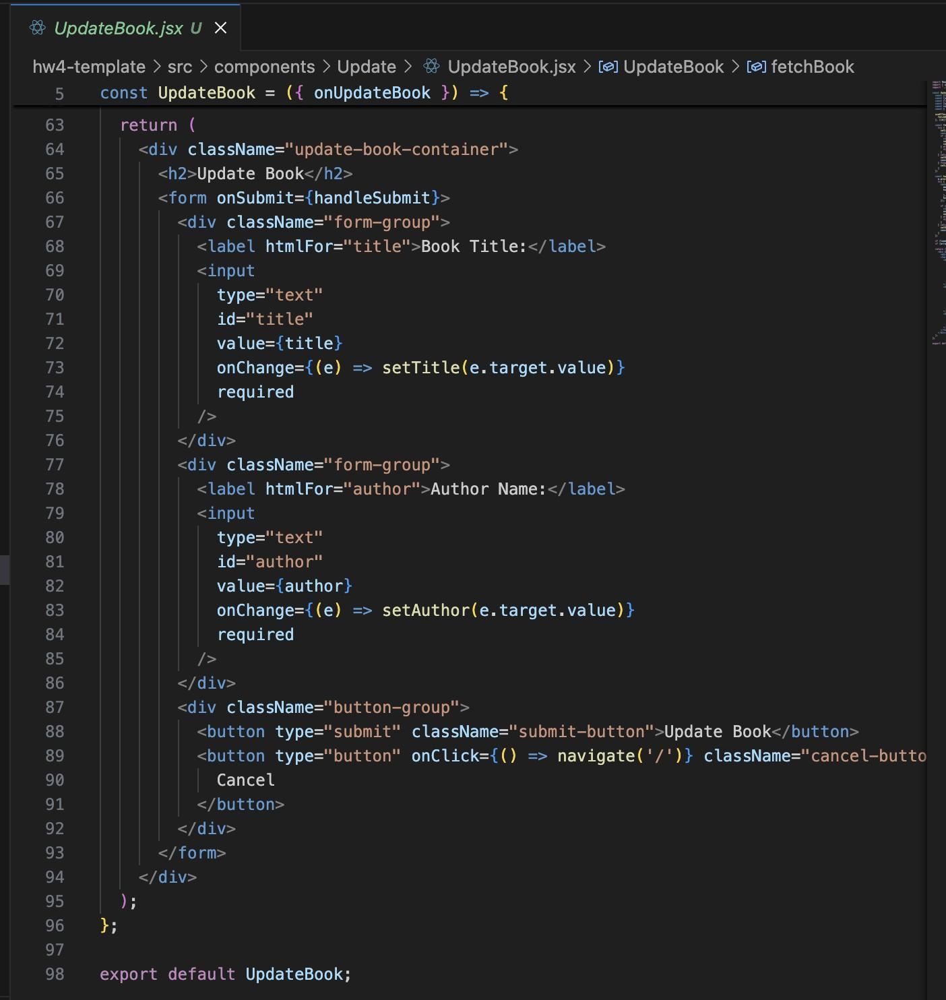 UpdateBook.jsx U ×
hw4-template > src > components > Update > UpdateBook.jsx > UpdateBook > fetchBook
5 const UpdateBook = ({ onUpdateBook }) => {
63 return (
64 <div className="update-book-container">
65 <h2>Update Book</h2>
66 <form onSubmit={handleSubmit}>
67 <div className="form-group">
68 <label htmlFor="title">Book Title:</label>
69 <input
70 type="text"
71 id="title"
72 value={title}
73 onChange={(e) => setTitle(e.target.value)}
74 required
75 />
76 </div>
77 <div className="form-group">
78 <label htmlFor="author">Author Name:</label>
79 <input
80 type="text"
81 id="author"
82 value={author}
83 onChange={(e) => setAuthor(e.target.value)}
84 required
85 />
86 </div>
87 <div className="button-group">
88 <button type="submit" className="submit-button">Update Book</button>
89 <button type="button" onClick={() => navigate('/')} className="cancel-butto
90 Cancel
91 </button>
92 </div>
93 </form>
94 </div>
95 );
96 };
97
98 export default UpdateBook;